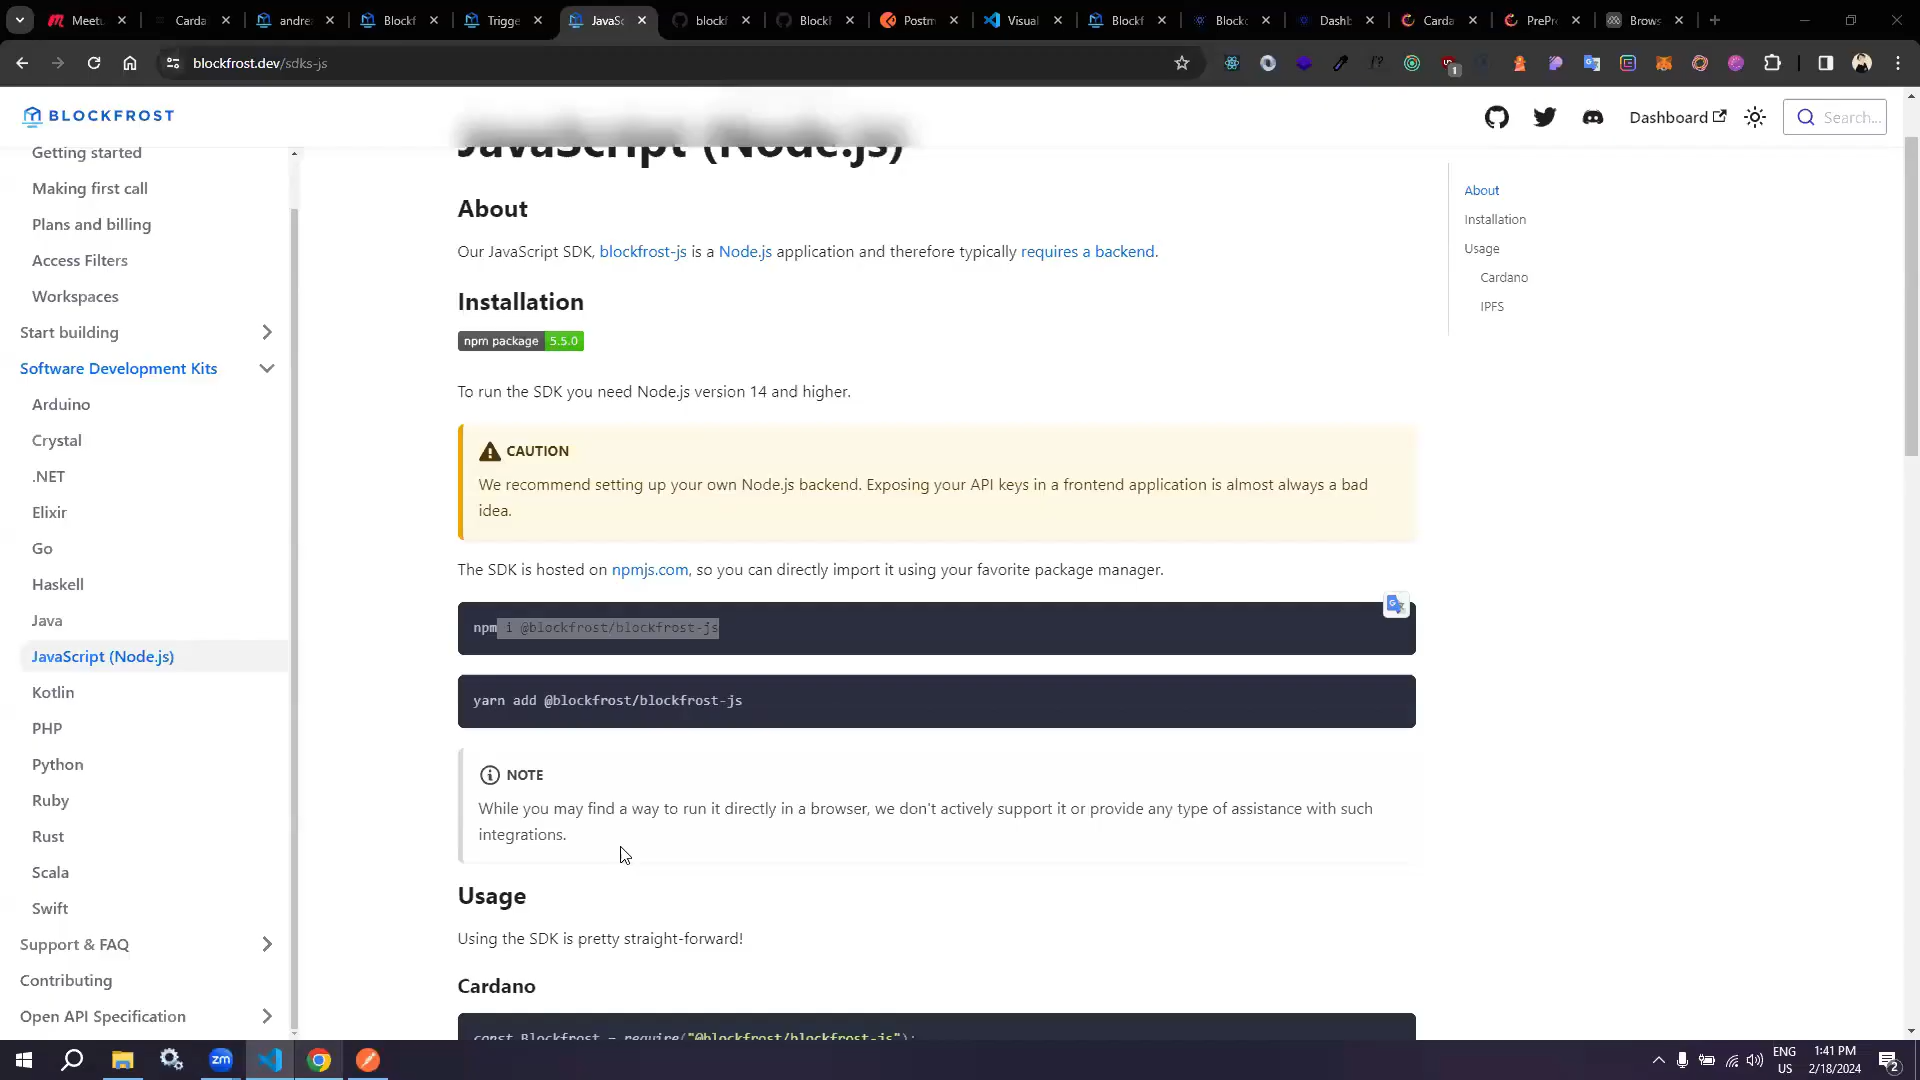 Meet
Carda
andre
Blockf
Trigge
JavaSc
blockf
Blockf
Postm
Visual
Blockf
Blockc
Dashb
Carda
PrePr
Brows
blockfrost.dev/sdks-js
1
BLOCKFROST
Dashboard
Search...
Getting started
Making first call
Plans and billing
Access Filters
Workspaces
Start building
Software Development Kits
Arduino
Crystal
.NET
Elixir
Go
Haskell
Java
JavaScript (Node.js)
Kotlin
PHP
Python
Ruby
Rust
Scala
Swift
Support & FAQ
Contributing
Open API Specification
JavaScript (Node.js)
About
Our JavaScript SDK, blockfrost-js is a Node.js application and therefore typically requires a backend.
Installation
npm package 5.5.0
To run the SDK you need Node.js version 14 and higher.
CAUTION
We recommend setting up your own Node.js backend. Exposing your API keys in a frontend application is almost always a bad
idea.
The SDK is hosted on npmjs.com, so you can directly import it using your favorite package manager.
npm i @blockfrost/blockfrost-js
yarn add @blockfrost/blockfrost-js
NOTE
While you may find a way to run it directly in a browser, we don't actively support it or provide any type of assistance with such
integrations.
Usage
Using the SDK is pretty straight-forward!
Cardano
const Blockfrost = require("@blockfrost/blockfrost-js");
About
Installation
Usage
Cardano
IPFS
zm
ENG
US
1:41 PM
2/18/2024
2